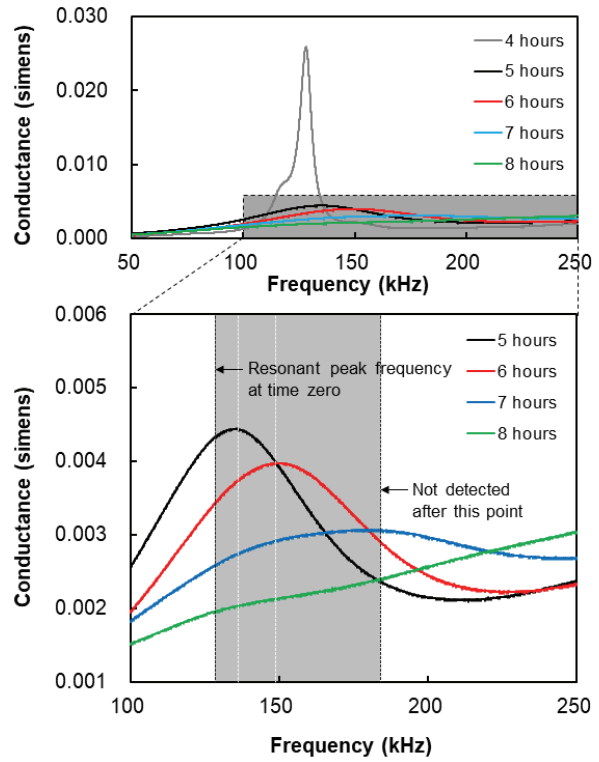 0.030
0.020
0.010
0.000
Conductance (simens)
4 hours
5 hours
6 hours
7 hours
8 hours
50
100
150
200
250
Frequency (kHz)
0.006
0.005
0.004
0.003
0.002
0.001
Conductance (simens)
5 hours
6 hours
7 hours
8 hours
Resonant peak frequency
at time zero
Not detected
after this point
100
150
200
250
Frequency (kHz)